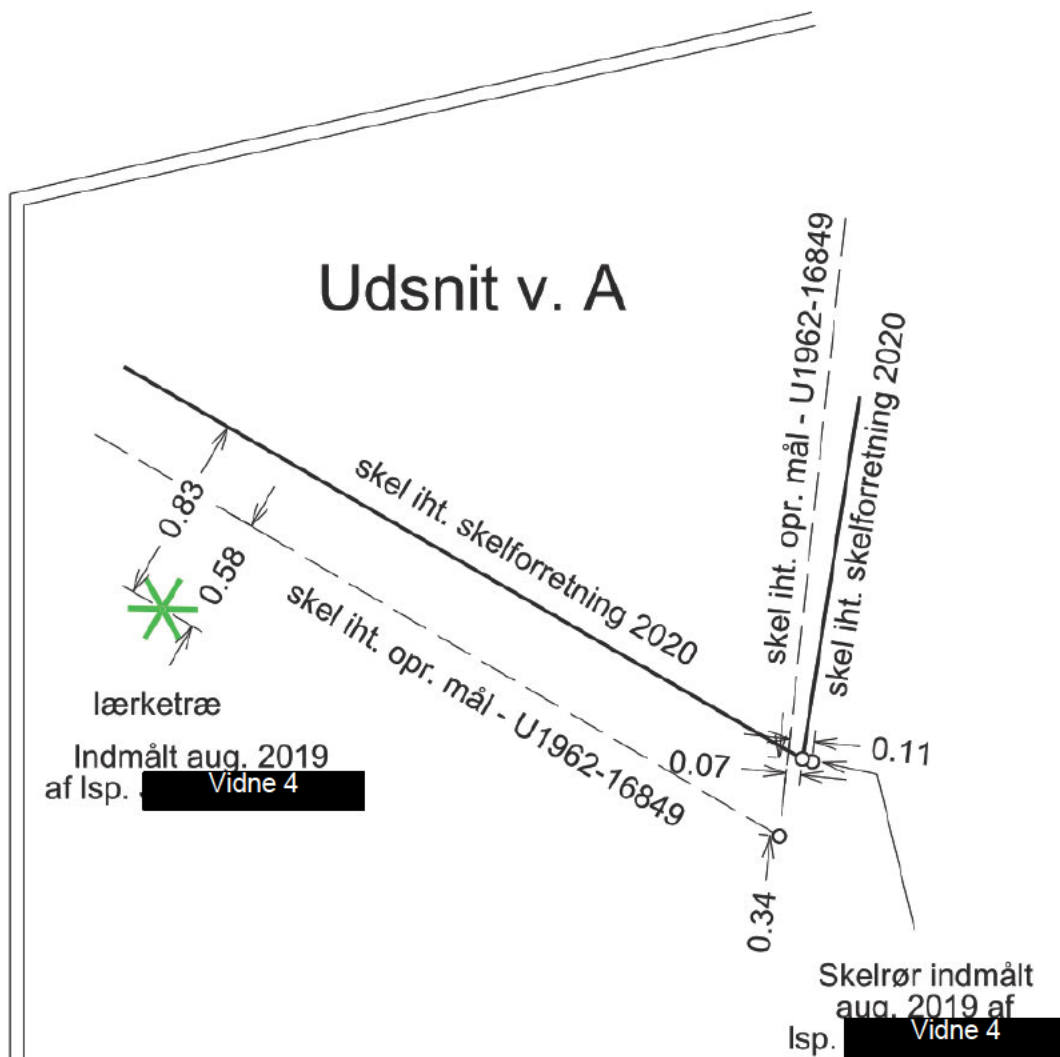 Udsnit v. A
skel iht. opr. mål - U1962-16849
skel iht. skelforretning 2020
skel iht. skelforretning 2020
0.83
0.58
skel iht. opr. mål - U1962-16849
lærketræ
Indmålt aug. 2019
af lsp. Vidne 4
0.07
0.11
0.34
Skelrør indmålt
aug. 2019 af
lsp. Vidne 4